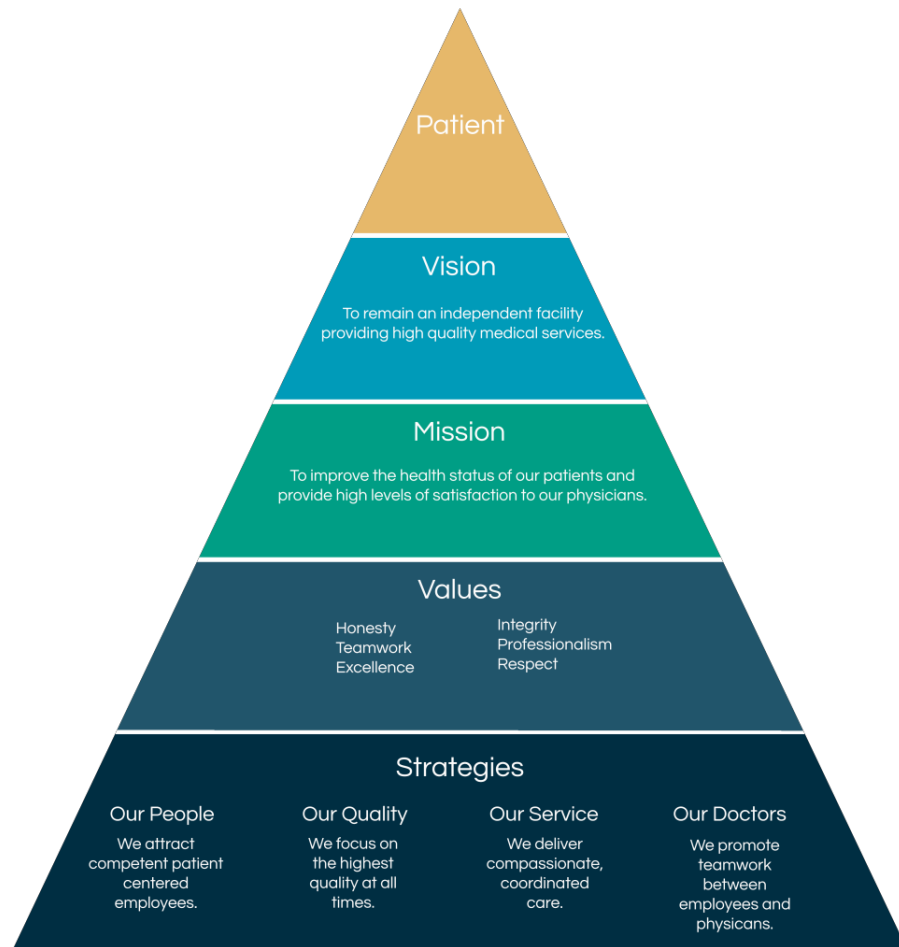 Patient
Vision
To remain an independent facility
providing high quality medical services.
Mission
To improve the health status of our patients and
provide high levels of satisfaction to our physicians.
Values
Honesty
Teamwork
Excellence
Integrity
Professionalism
Respect
Strategies
Our People
We attract
competent patient
centered
employees.
Our Quality
We focus on
the highest
quality at all
times.
Our Service
We deliver
compassionate,
coordinated
care.
Our Doctors
We promote
teamwork
between
employees and
physicans.